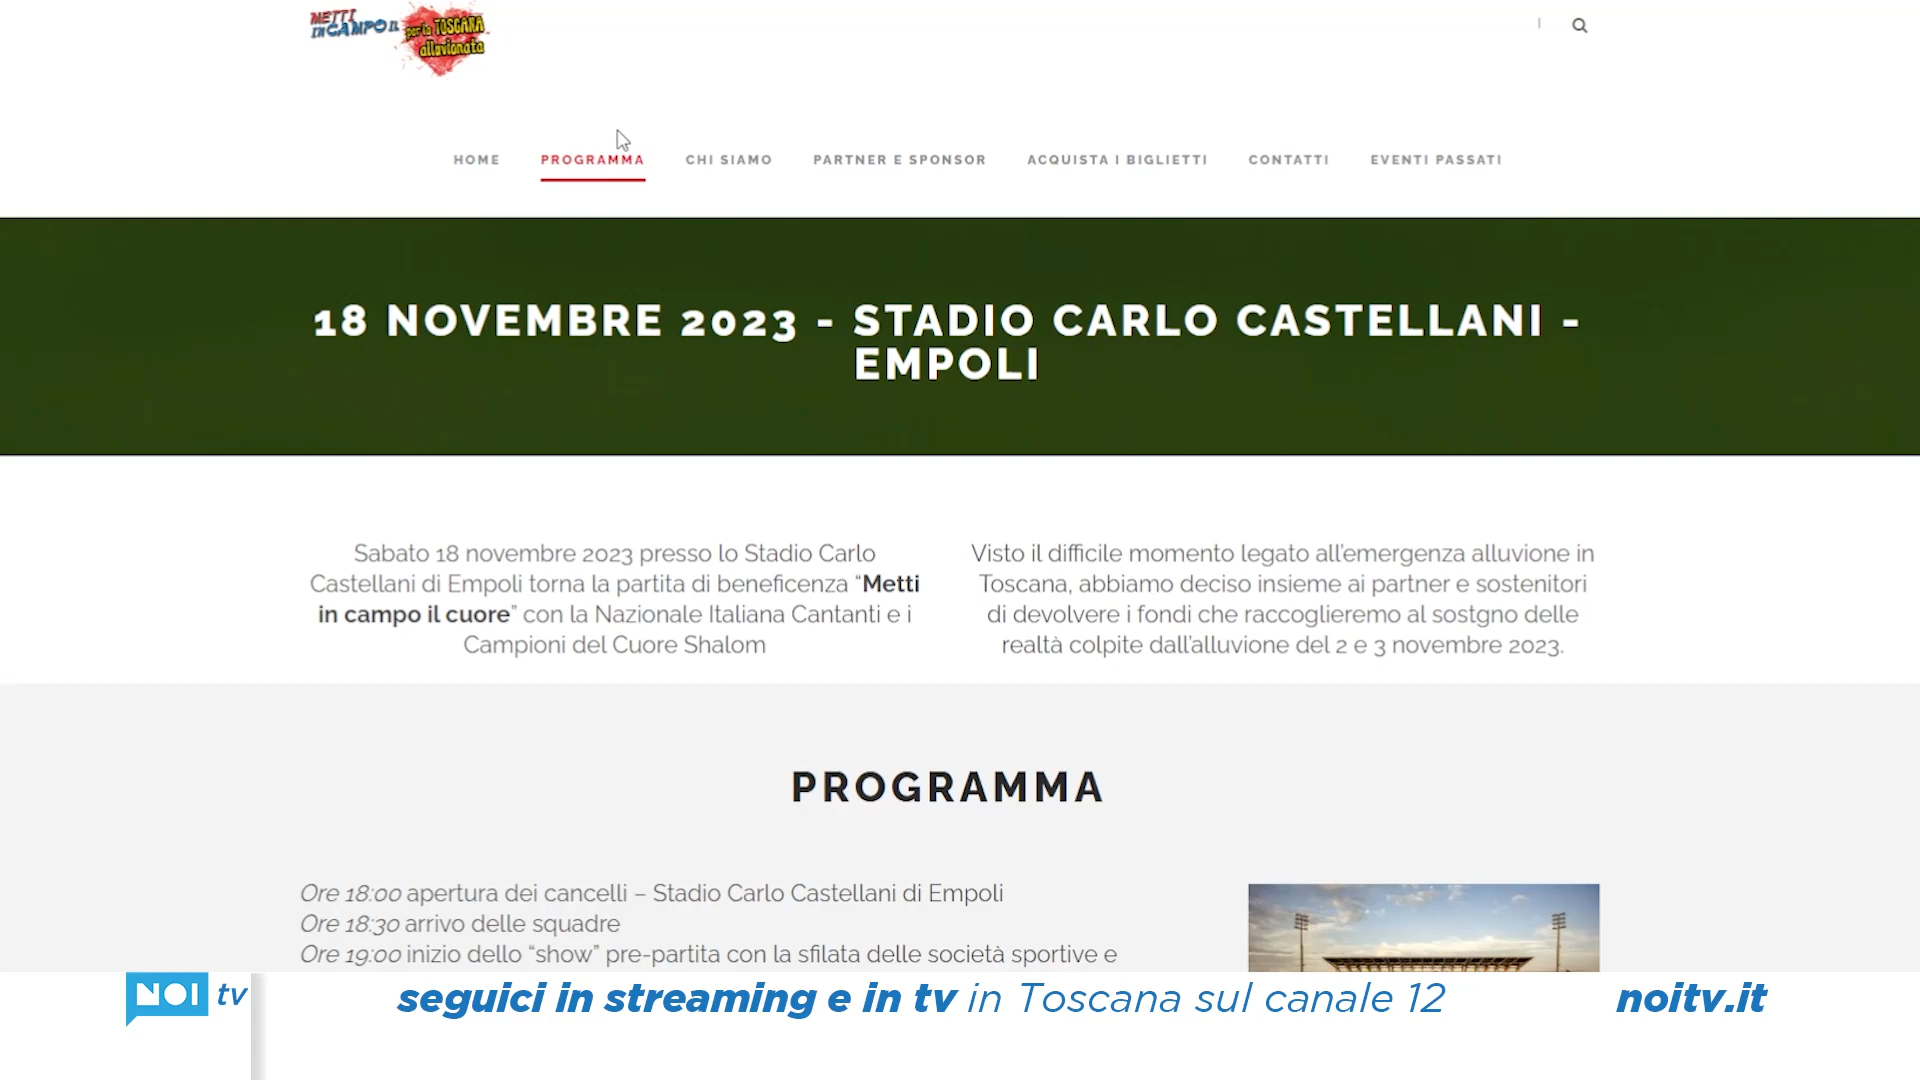 METTI
IN CAMPO IL
per la TOSCANA
alluvionata
HOME PROGRAMMA CHI SIAMO PARTNER E SPONSOR ACQUISTA I BIGLIETTI CONTATTI EVENTI PASSATI
18 NOVEMBRE 2023 - STADIO CARLO CASTELLANI -
EMPOLI
Sabato 18 novembre 2023 presso lo Stadio Carlo
Castellani di Empoli torna la partita di beneficenza “Metti
in campo il cuore” con la Nazionale Italiana Cantanti e i
Campioni del Cuore Shalom
Visto il difficile momento legato all’emergenza alluvione in
Toscana, abbiamo deciso insieme ai partner e sostenitori
di devolvere i fondi che raccoglieremo al sostgno delle
realtà colpite dall’alluvione del 2 e 3 novembre 2023.
PROGRAMMA
Ore 18:00 apertura dei cancelli – Stadio Carlo Castellani di Empoli
Ore 18:30 arrivo delle squadre
Ore 19:00 inizio dello “show” pre-partita con la sfilata delle società sportive e
NOI tv seguici in streaming e in tv in Toscana sul canale 12 noitv.it